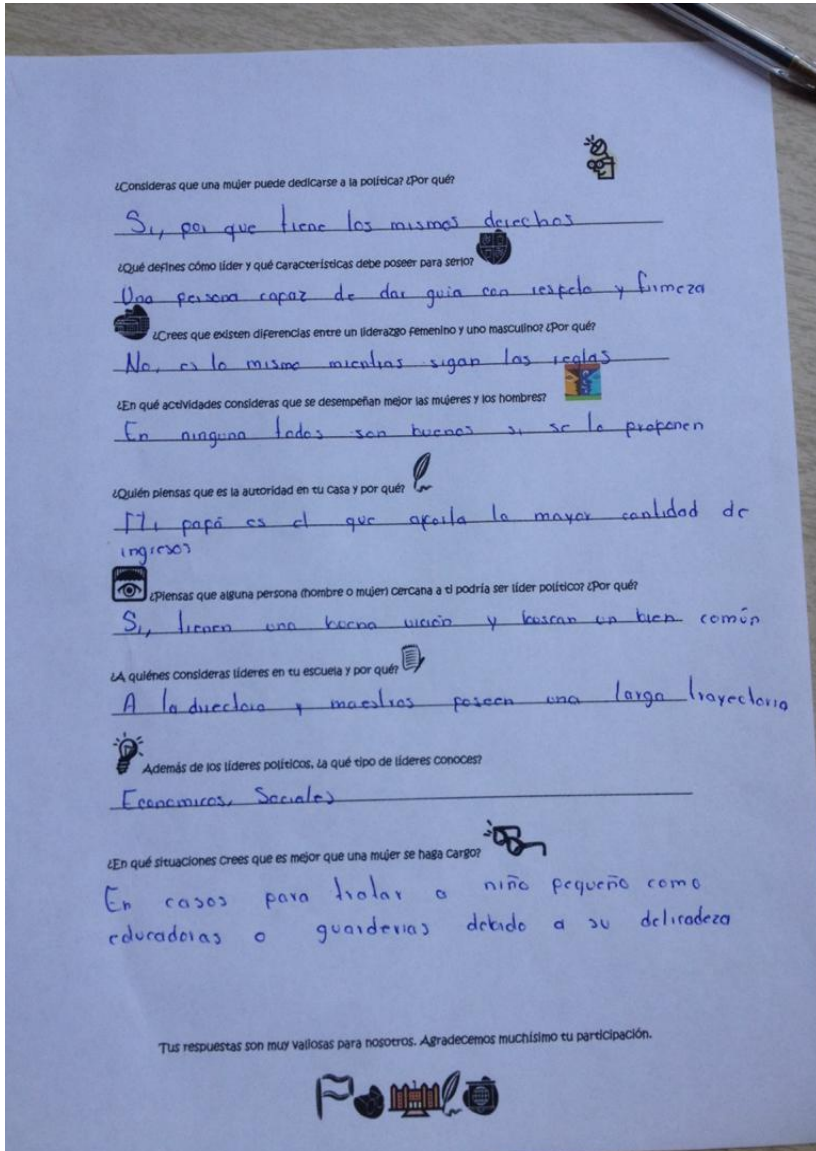 ¿Consideras que una mujer puede dedicarse a la política? ¿Por qué?
Si, por que tiene los mismos derechos
¿Qué defines cómo líder y qué características debe poseer para serlo?
Una persona capaz de dar guia con respeto y firmeza
¿Crees que existen diferencias entre un liderazgo femenino y uno masculino? ¿Por qué?
No, es lo mismo mientras sigan las reglas
¿En qué actividades consideras que se desempeñan mejor las mujeres y los hombres?
En ninguna todos son buenos si se lo proponen
¿Quién piensas que es la autoridad en tu casa y por qué?
Mi papá es el que aporta la mayor cantidad de
ingresos
¿Piensas que alguna persona (hombre o mujer) cercana a ti podría ser líder político? ¿Por qué?
Si, tienen una buena visión y buscan un bien común
¿A quiénes consideras líderes en tu escuela y por qué?
A la directora y maestros poseen una larga trayectoria
Además de los líderes políticos, ¿a qué tipo de líderes conoces?
Economicos, Sociales
¿En qué situaciones crees que es mejor que una mujer se haga cargo?
En casos para tratar a niño pequeño como
educadoras o guarderias debido a su delicadeza
Tus respuestas son muy valiosas para nosotros. Agradecemos muchísimo tu participación.